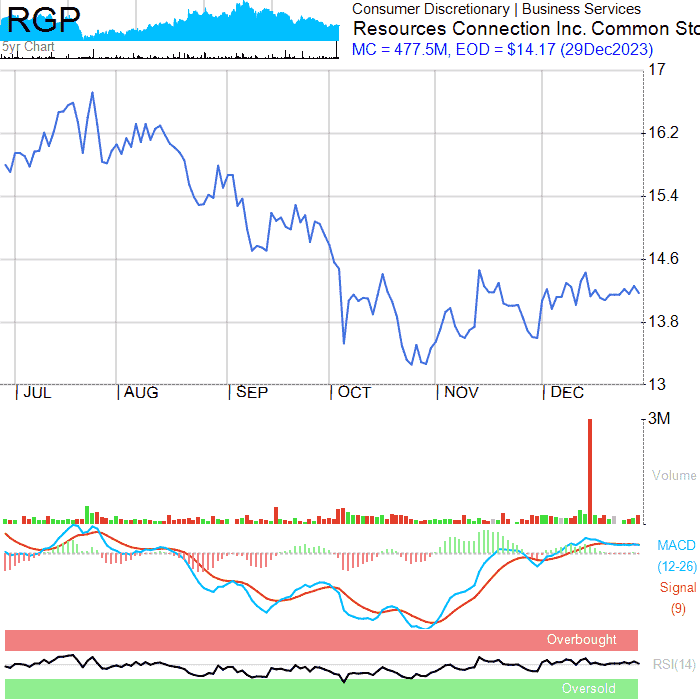 RGP
5yr Chart
Consumer Discretionary | Business Services
Resources Connection Inc. Common Sto
MC = 477.5M, EOD = $14.17 (29Dec2023)
17
16.2
15.4
14.6
13.8
13
JUL AUG SEP OCT NOV DEC
3M
Volume
MACD
(12-26)
Signal
(9)
Overbought
RSI(14)
Oversold